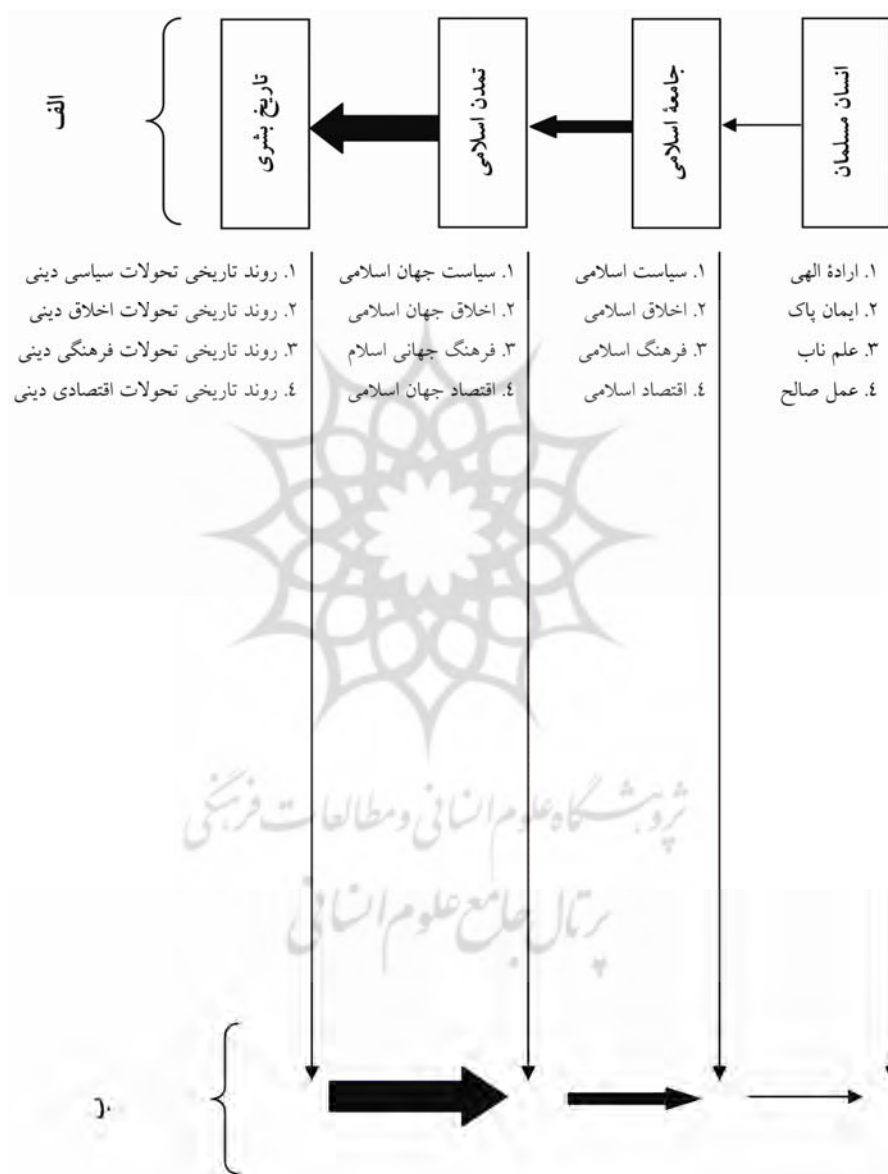 انسان مسلمان
جامعهٔ اسلامی
تمدن اسلامی
تاریخ بشری
الف
۱. ارادهٔ الهی
۲. ایمان پاک
۳. علم ناب
۴. عمل صالح
۱. سیاست اسلامی
۲. اخلاق اسلامی
۳. فرهنگ اسلامی
۴. اقتصاد اسلامی
۱. سیاست جهان اسلامی
۲. اخلاق جهان اسلامی
۳. فرهنگ جهانی اسلام
۴. اقتصاد جهان اسلامی
۱. روند تاریخی تحولات سیاسی دینی
۲. روند تاریخی تحولات اخلاق دینی
۳. روند تاریخی تحولات فرهنگی دینی
۴. روند تاریخی تحولات اقتصادی دینی
پژوهشگاه علوم انسانی و مطالعات فرهنگی
پرتال جامع علوم انسانی
ب